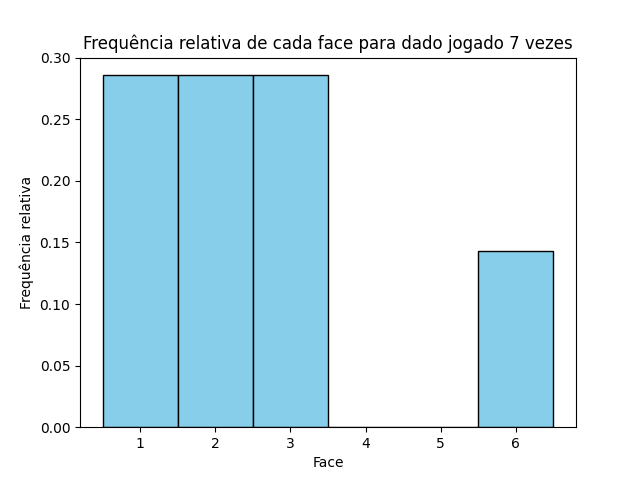 Frequência relativa de cada face para dado jogado 7 vezes
0.30
0.25
0.20
0.15
0.10
0.05
0.00
Frequência relativa
1 2 3 4 5 6
Face